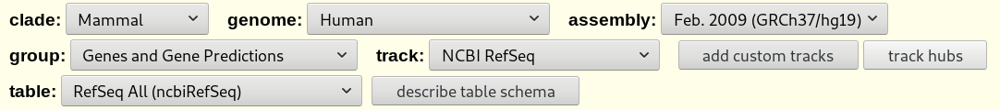 clade: Mammal genome: Human assembly: Feb. 2009 (GRCh37/hg19)
group: Genes and Gene Predictions track: NCBI RefSeq add custom tracks track hubs
table: RefSeq All (ncbiRefSeq) describe table schema